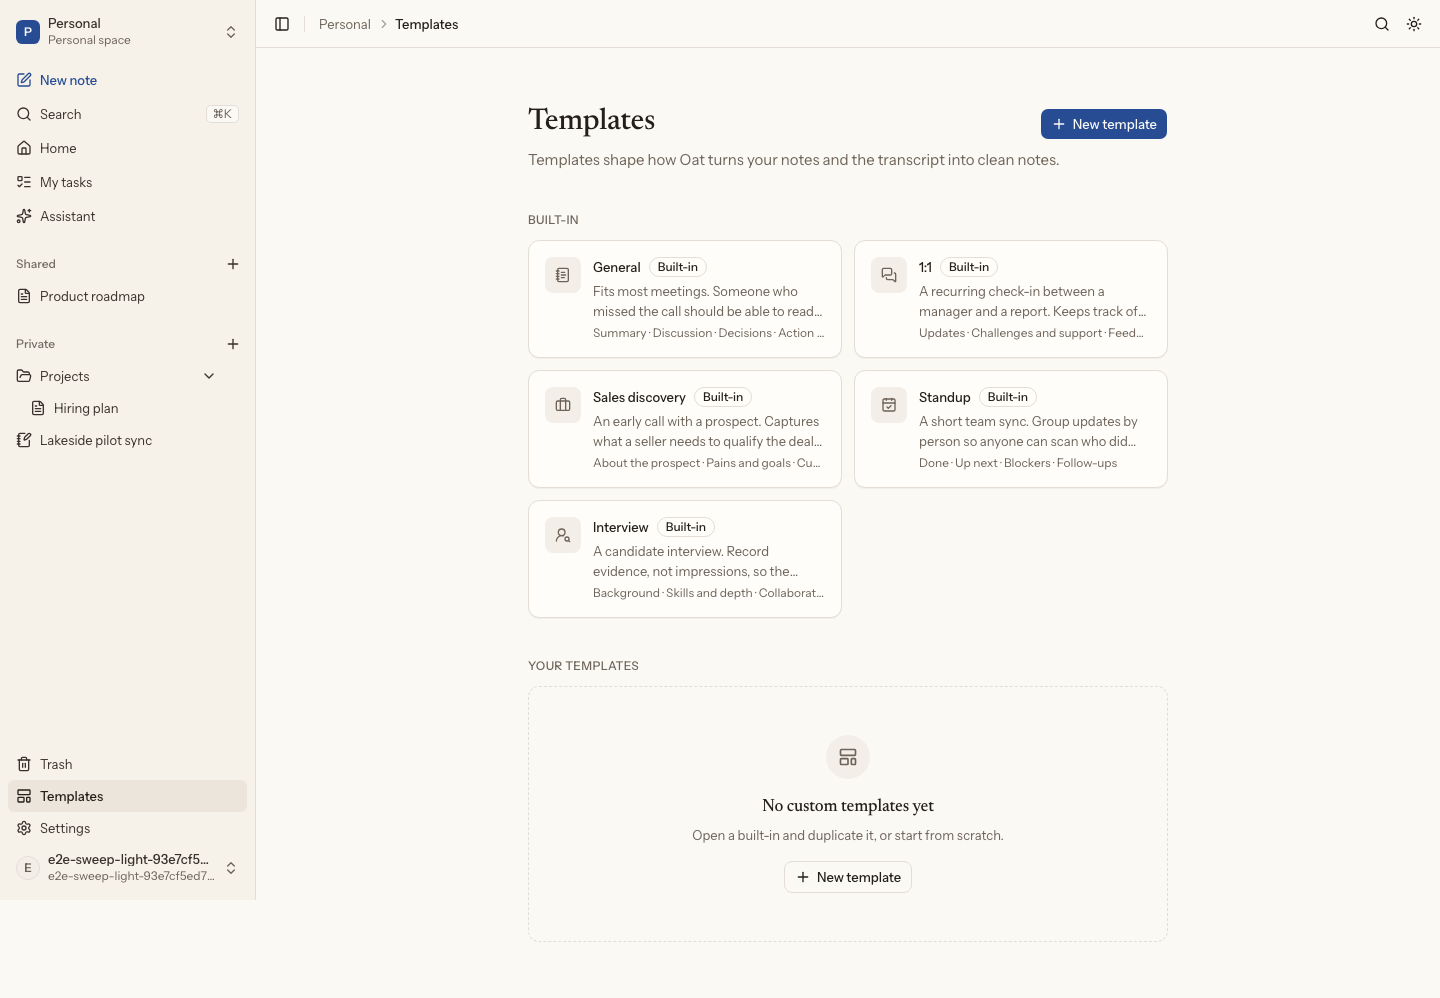 P
Personal
Personal space
New note
Search ⌘K
Home
My tasks
Assistant
Shared
Product roadmap
Private
Projects
Hiring plan
Lakeside pilot sync
Trash
Templates
Settings
E
e2e-sweep-light-93e7cf5…
e2e-sweep-light-93e7cf5ed7…
Personal Templates
Templates
New template
Templates shape how Oat turns your notes and the transcript into clean notes.
BUILT-IN
General Built-in
Fits most meetings. Someone who
missed the call should be able to read…
Summary · Discussion · Decisions · Action …
1:1 Built-in
A recurring check-in between a
manager and a report. Keeps track of…
Updates · Challenges and support · Feed…
Sales discovery Built-in
An early call with a prospect. Captures
what a seller needs to qualify the deal…
About the prospect · Pains and goals · Cu…
Standup Built-in
A short team sync. Group updates by
person so anyone can scan who did…
Done · Up next · Blockers · Follow-ups
Interview Built-in
A candidate interview. Record
evidence, not impressions, so the…
Background · Skills and depth · Collaborat…
YOUR TEMPLATES
No custom templates yet
Open a built-in and duplicate it, or start from scratch.
New template